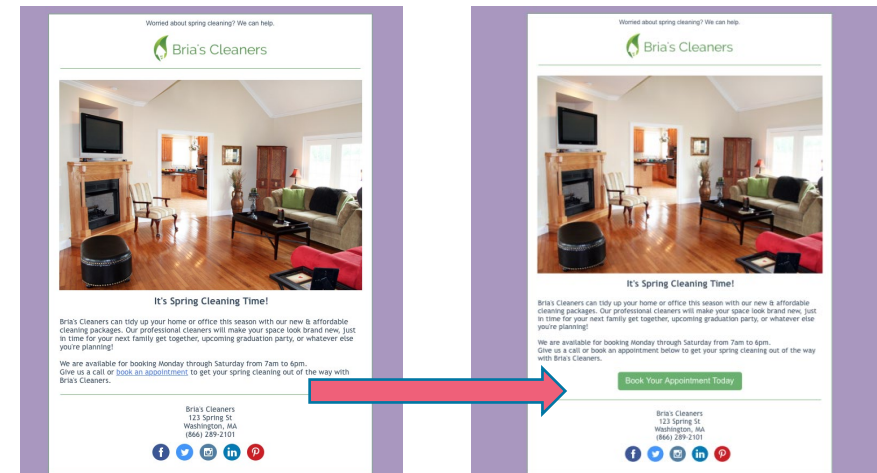 Worried about spring cleaning? We can help.
Bria's Cleaners
It's Spring Cleaning Time!
Bria's Cleaners can tidy up your home or office this season with our new & affordable
cleaning packages. Our professional cleaners will make your space look brand new, just
in time for your next family get together, upcoming graduation party, or whatever else
you're planning!
We are available for booking Monday through Saturday from 7am to 6pm.
Give us a call or book an appointment to get your spring cleaning out of the way with
Bria's Cleaners.
Bria's Cleaners
123 Spring St
Washington, MA
(866) 289-2101
Worried about spring cleaning? We can help.
Bria's Cleaners
It's Spring Cleaning Time!
Bria's Cleaners can tidy up your home or office this season with our new & affordable
cleaning packages. Our professional cleaners will make your space look brand new, just
in time for your next family get together, upcoming graduation party, or whatever else
you're planning!
We are available for booking Monday through Saturday from 7am to 6pm.
Give us a call or book an appointment below to get your spring cleaning out of the way
with Bria's Cleaners.
Book Your Appointment Today
Bria's Cleaners
123 Spring St
Washington, MA
(866) 289-2101